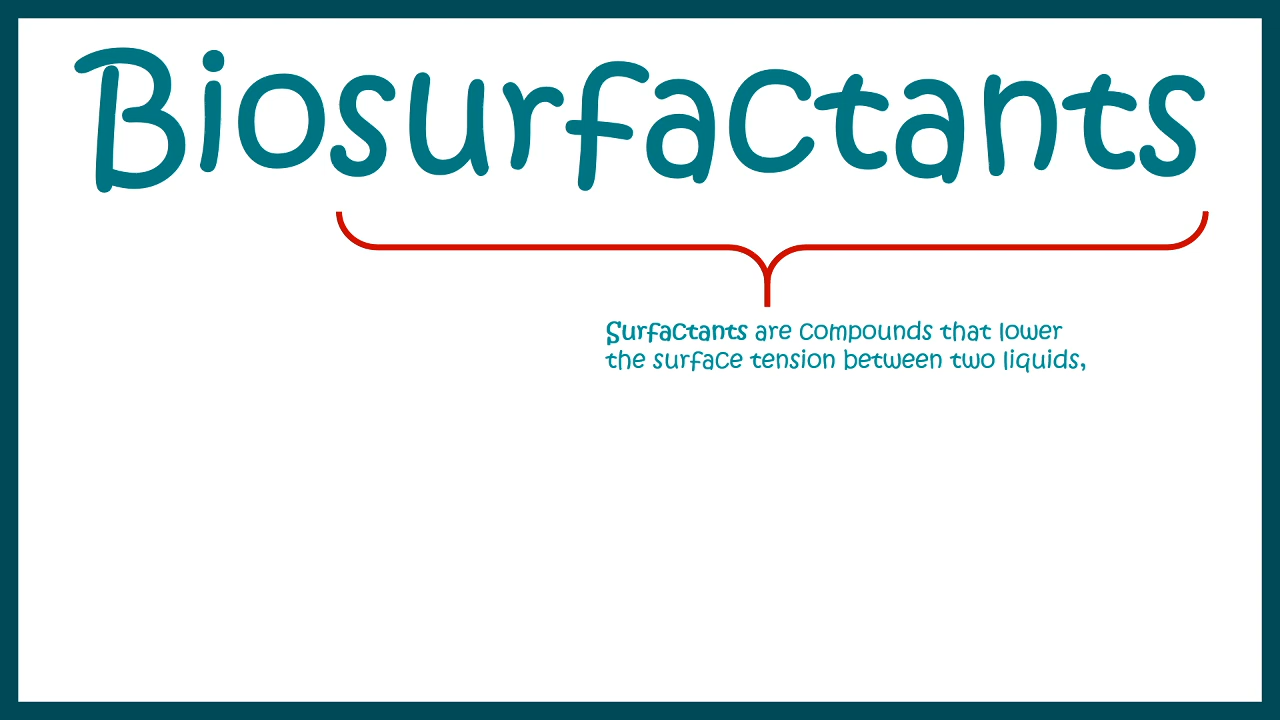 Biosurfactants
Surfactants are compounds that lower
the surface tension between two liquids,